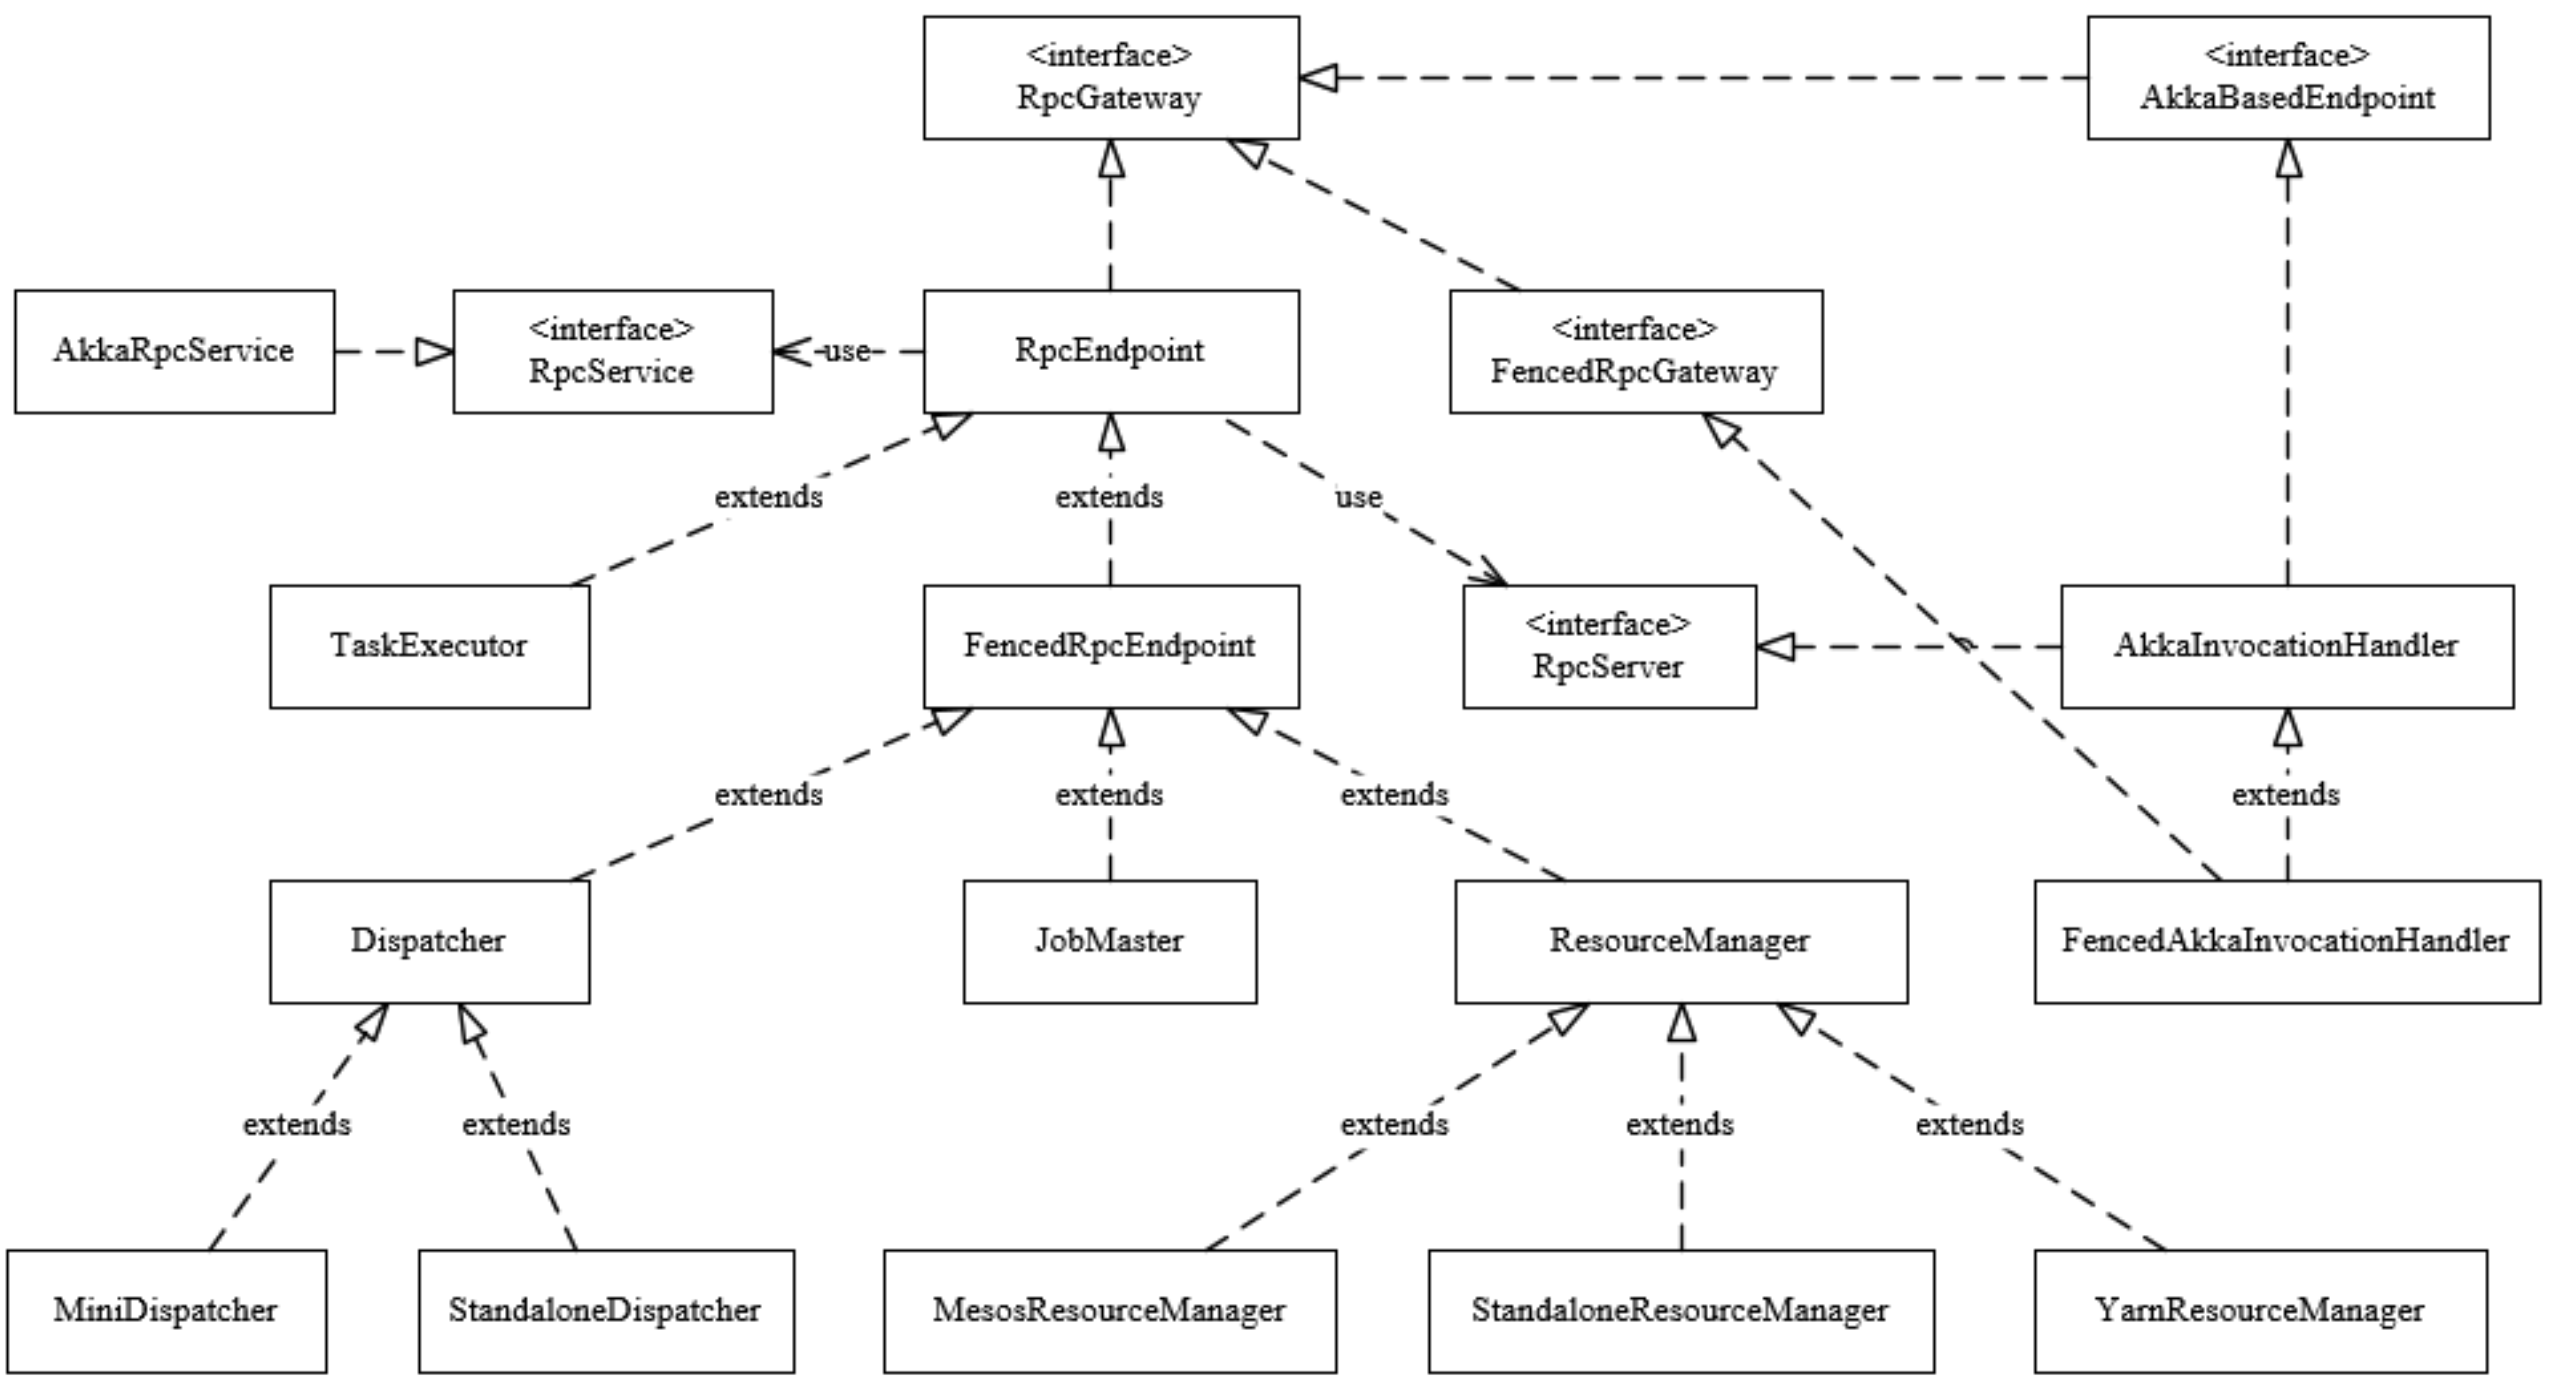 <interface>
RpcGateway
<interface>
AkkaBasedEndpoint
AkkaRpcService
<interface>
RpcService
use
RpcEndpoint
<interface>
FencedRpcGateway
extends
extends
use
TaskExecutor
FencedRpcEndpoint
<interface>
RpcServer
AkkaInvocationHandler
extends
extends
extends
extends
Dispatcher
JobMaster
ResourceManager
FencedAkkaInvocationHandler
extends
extends
extends
extends
extends
MiniDispatcher
StandaloneDispatcher
MesosResourceManager
StandaloneResourceManager
YarnResourceManager